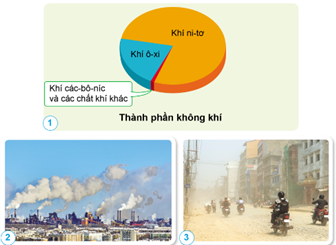 Khí ni-tơ
Khí ô-xi
Khí các-bô-níc
và các chất khí khác
Thành phần không khí
1
2
3